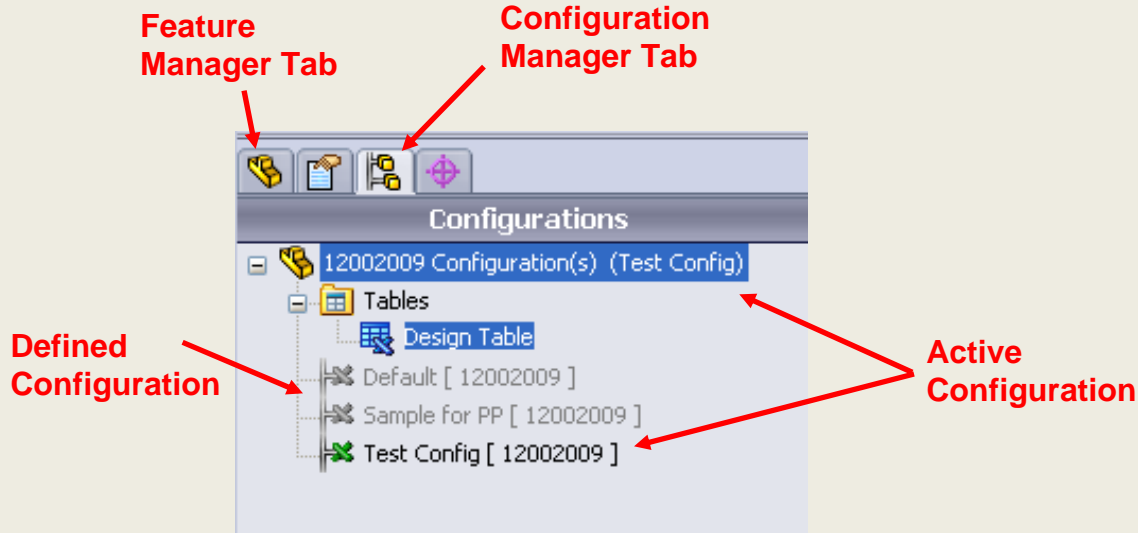 Feature
Manager Tab
Configuration
Manager Tab
Configurations
12002009 Configuration(s) (Test Config)
Tables
Design Table
Default [ 12002009 ]
Sample for PP [ 12002009 ]
Test Config [ 12002009 ]
Defined
Configuration
Active
Configuration